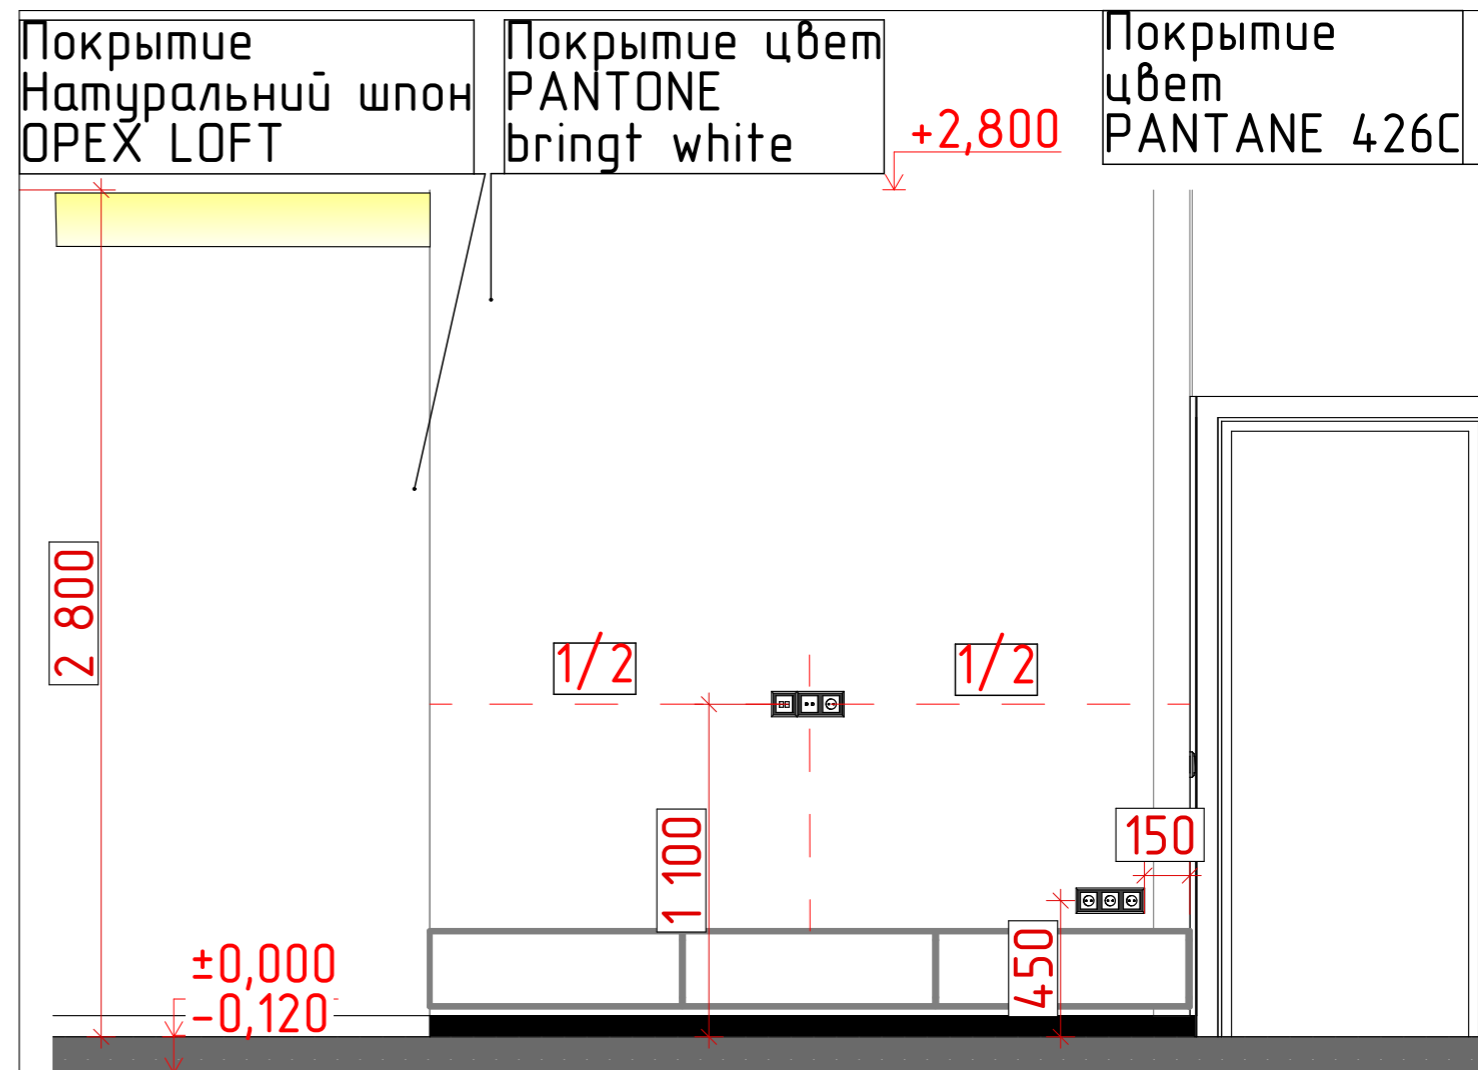 Покрытие
Натуральний шпон
OPEX LOFT
Покрытие цвет
PANTONE
bringt white
Покрытие
цвет
PANTANE 426C
+2,800
2 800
1/2
1/2
1 100
150
450
±0,000
-0,120